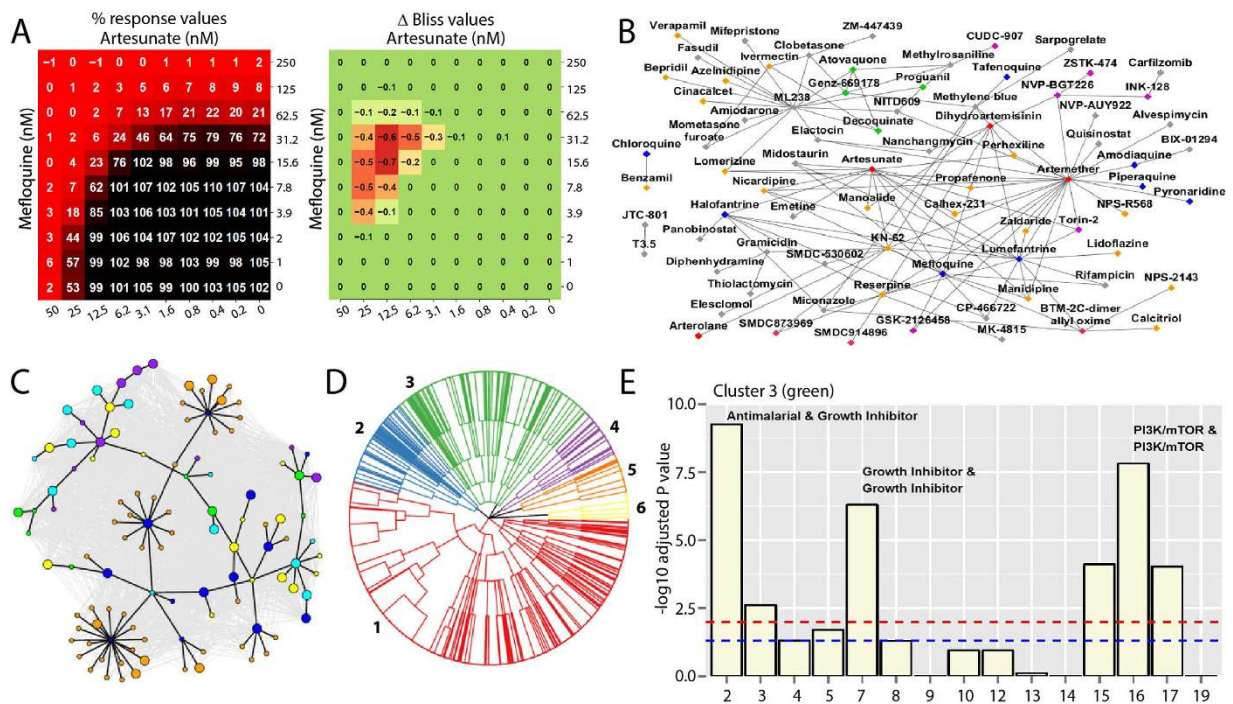 A
% response values
Artesunate (nM)
Δ Bliss values
Artesunate (nM)
Mefloquine (nM)
−1 0 −1 0 0 1 1 1 1 2 250
0 1 2 3 5 6 8 7 9 8 125
0 0 2 7 13 17 21 22 20 21 62.5
1 2 6 24 46 64 75 79 76 72 31.2
0 4 23 76 102 98 96 99 95 98 15.6
2 7 62 101 107 102 105 110 107 104 7.8
3 18 85 103 106 103 101 103 101 101 3.9
3 44 99 106 104 107 102 102 105 104 2
6 57 99 102 98 98 103 99 98 105 1
2 53 99 101 105 99 100 103 105 102 0
50 25 12.5 6.2 3.1 1.6 0.8 0.4 0.2 0
Mefloquine (nM)
0 0 0 0 0 0 0 0 0 0 250
0 0 −0.1 0 0 0 0 0 0 0 125
0 −0.1 −0.2 −0.1 −0.1 0 0 0 0 0 62.5
0 −0.4 −0.6 −0.5 −0.3 −0.1 0 0.1 0 0 31.2
0 −0.5 −0.7 −0.2 0 0 0 0 0 0 15.6
0 −0.5 −0.4 0 0 0 0 0 0 0 7.8
0 −0.4 −0.1 0 0 0 0 0 0 0 3.9
0 −0.1 0 0 0 0 0 0 0 0 2
0 0 0 0 0 0 0 0 0 0 1
0 0 0 0 0 0 0 0 0 0 0
50 25 12.5 6.2 3.1 1.6 0.8 0.4 0.2 0
B
Verapamil
Mifepristone
ZM-447439
CUDC-907
Sarpogrelate
Fasudil
Clobetasone
Ivermectin
Atovaquone
Methylrosaniline
Tafenoquine
ZSTK-474
Carfilzomib
Bepridil
Azelnidipine
Genz-669178
Proguanil
NVP-BGT226
INK-128
Cinacalcet
ML238
NITD609
Methylene blue
NVP-AUY922
Amiodarone
Dihydroartemisinin
Alvespimycin
Mometasone
furoate
Elactocin
Decoquinate
Nanchangmycin
Quinostat
BIX-01294
Chloroquine
Lomerizine
Midostaurin
Artesunate
Perhexiline
Artemether
Amodiaquine
Benzamil
Nicardipine
Propafenone
Piperaquine
Pyronaridine
Halofantrine
Emetine
Manoalide
Calhex-231
NPS-R568
JTC-801
Panobinostat
Zaldaride
Torin-2
T3.5
Gramicidin
KN-62
Lumefantrine
Lidoflazine
Diphenhydramine
SMDC-530602
Mefloquine
Rifampicin
NPS-2143
Thiolactomycin
Reserpine
Manidipine
Elesclomol
Miconazole
CP-466722
BTM-2C-dimer
allyl oxime
Calcitriol
Arterolane
SMDC873969
SMDC914896
GSK-2126458
MK-4815
C
D
1
2
3
4
5
6
E
Cluster 3 (green)
-log10 adjusted P value
10.0
7.5
5.0
2.5
0.0
Antimalarial & Growth Inhibitor
Growth Inhibitor &
Growth Inhibitor
PI3K/mTOR &
PI3K/mTOR
2 3 4 5 7 8 9 10 12 13 14 15 16 17 19